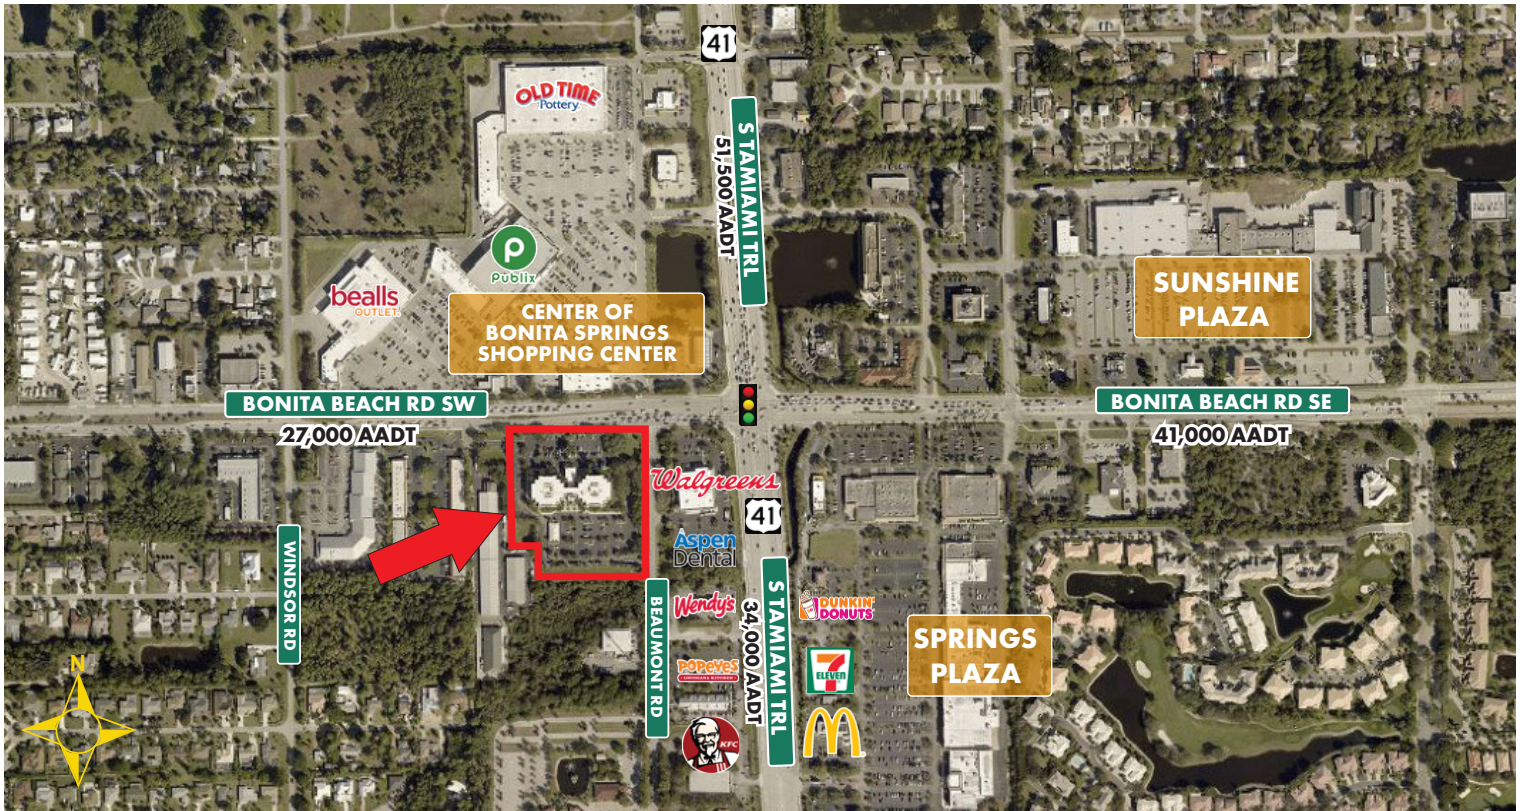 41
OLD TIME
Pottery
S TAMIAMI TRL
51,500 AADT
P
Publix
bealls
OUTLET
CENTER OF
BONITA SPRINGS
SHOPPING CENTER
SUNSHINE
PLAZA
BONITA BEACH RD SW
27,000 AADT
BONITA BEACH RD SE
41,000 AADT
Walgreens
41
Aspen
Dental
WINDSOR RD
BEAUMONT RD
Wendy's
S TAMIAMI TRL
34,000 AADT
DUNKIN'
DONUTS
SPRINGS
PLAZA
POPEYES
LOUISIANA KITCHEN
7
ELEVEN
KFC
M
N